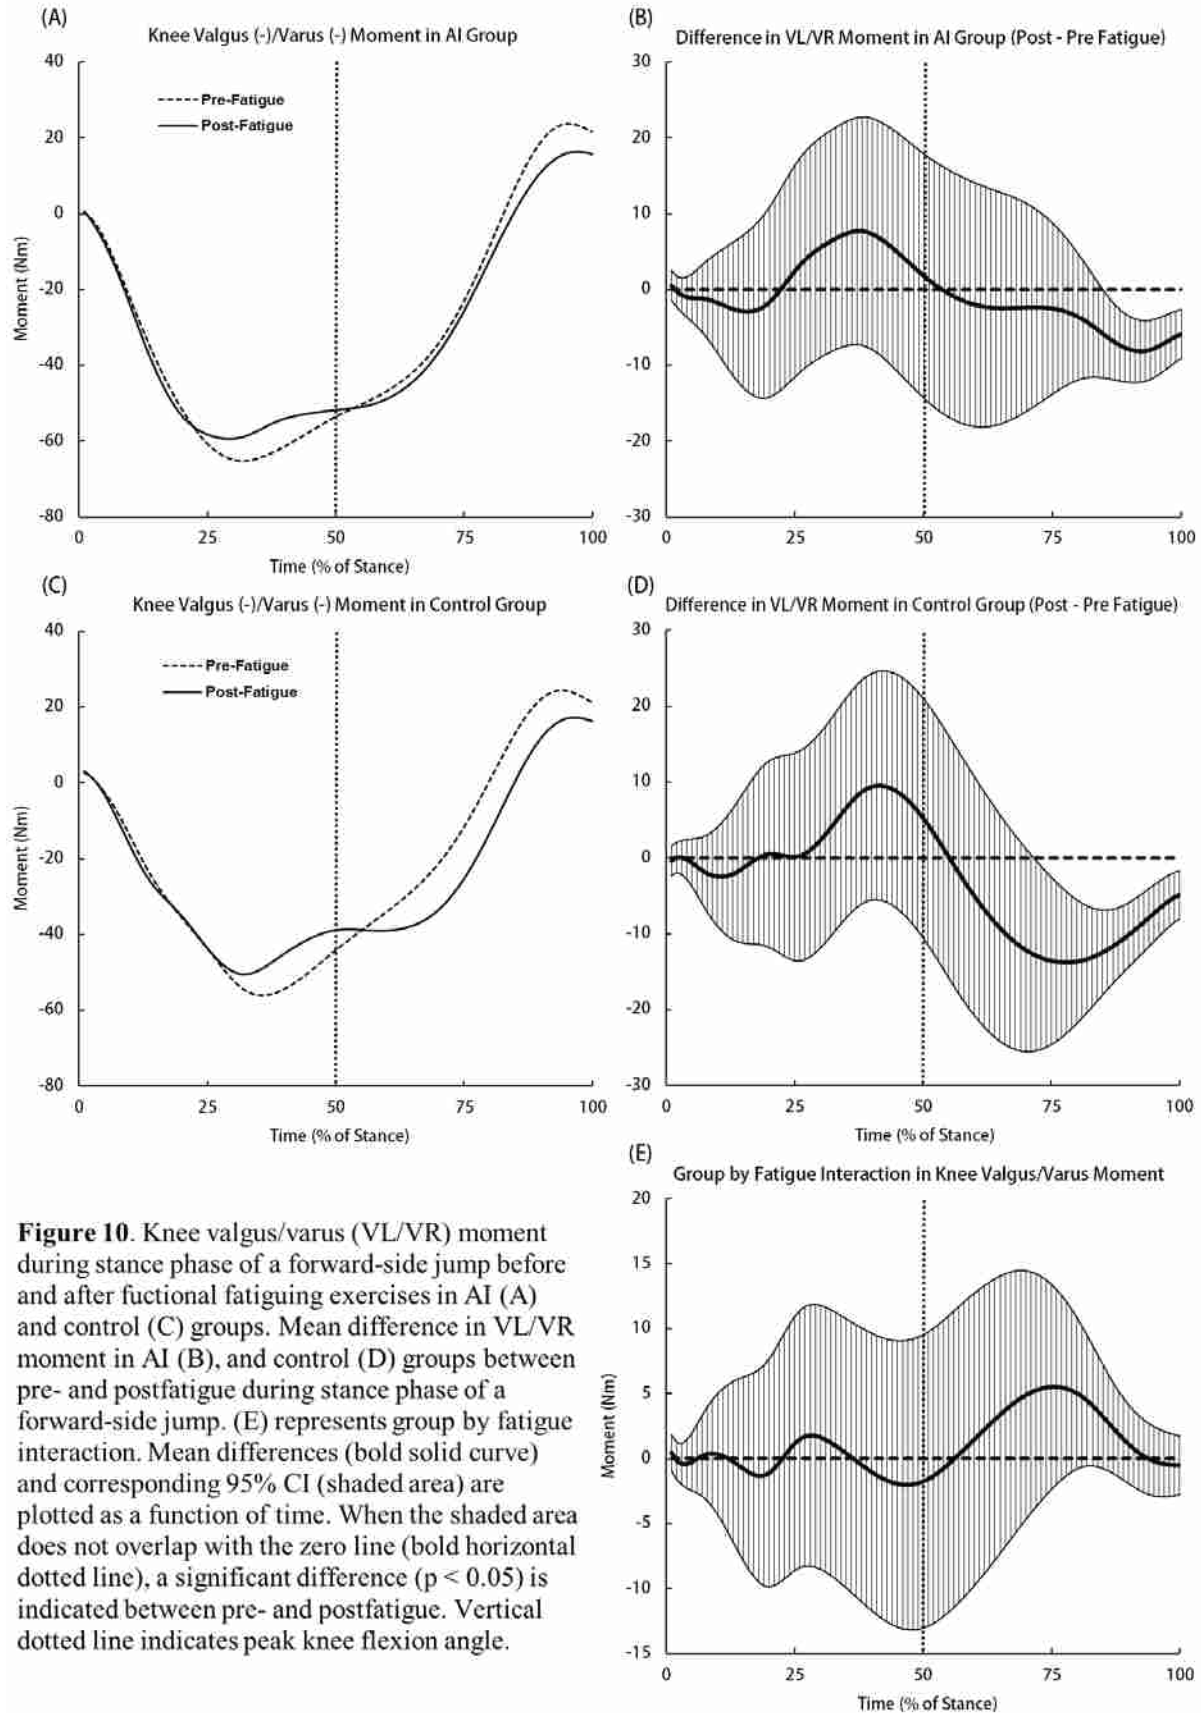 (A)
Knee Valgus (-)/Varus (-) Moment in AI Group
40
20
0
-20
-40
-60
-80
Moment (Nm)
Pre-Fatigue
Post-Fatigue
0 25 50 75 100
Time (% of Stance)
(B)
Difference in VL/VR Moment in AI Group (Post - Pre Fatigue)
30
20
10
0
-10
-20
-30
0 25 50 75 100
(C)
Knee Valgus (-)/Varus (-) Moment in Control Group
40
20
0
-20
-40
-60
-80
Moment (Nm)
Pre-Fatigue
Post-Fatigue
0 25 50 75 100
Time (% of Stance)
(D)
Difference in VL/VR Moment in Control Group (Post - Pre Fatigue)
30
20
10
0
-10
-20
-30
0 25 50 75 100
Time (% of Stance)
(E)
Group by Fatigue Interaction in Knee Valgus/Varus Moment
20
15
10
5
0
-5
-10
-15
Moment (Nm)
0 25 50 75 100
Time (% of Stance)
Figure 10. Knee valgus/varus (VL/VR) moment
during stance phase of a forward-side jump before
and after fuctional fatiguing exercises in AI (A)
and control (C) groups. Mean difference in VL/VR
moment in AI (B), and control (D) groups between
pre- and postfatigue during stance phase of a
forward-side jump. (E) represents group by fatigue
interaction. Mean differences (bold solid curve)
and corresponding 95% CI (shaded area) are
plotted as a function of time. When the shaded area
does not overlap with the zero line (bold horizontal
dotted line), a significant difference (p < 0.05) is
indicated between pre- and postfatigue. Vertical
dotted line indicates peak knee flexion angle.